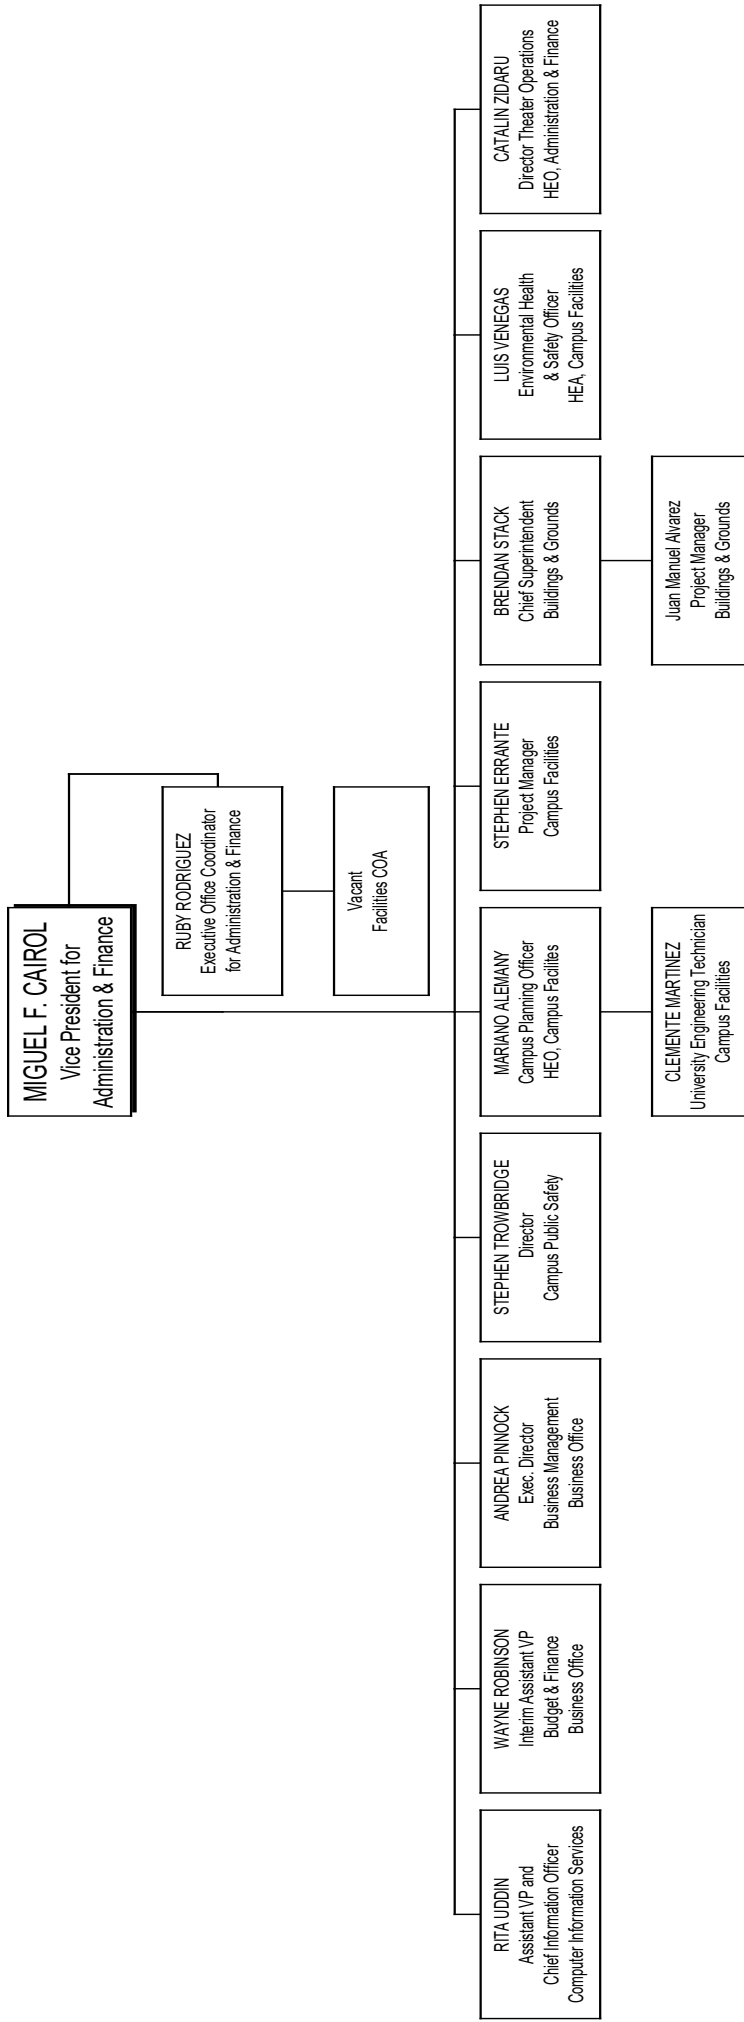 MIGUEL F. CAIROL
Vice President for
Administration & Finance
RUBY RODRIGUEZ
Executive Office Coordinator
for Administration & Finance
Vacant
Facilities COA
RITA UDDIN
Assistant VP and
Chief Information Officer
Computer Information Services
WAYNE ROBINSON
Interim Assistant VP
Budget & Finance
Business Office
ANDREA PINNOCK
Exec. Director
Business Management
Business Office
STEPHEN TROWBRIDGE
Director
Campus Public Safety
MARIANO ALEMANY
Campus Planning Officer
HEO, Campus Facilites
STEPHEN ERRANTE
Project Manager
Campus Facilities
BRENDAN STACK
Chief Superintendent
Buildings & Grounds
LUIS VENEGAS
Environmental Health
& Safety Officer
HEA, Campus Facilities
CATALIN ZIDARU
Director Theater Operations
HEO, Administration & Finance
CLEMENTE MARTINEZ
University Engineering Technician
Campus Facilities
Juan Manuel Alvarez
Project Manager
Buildings & Grounds